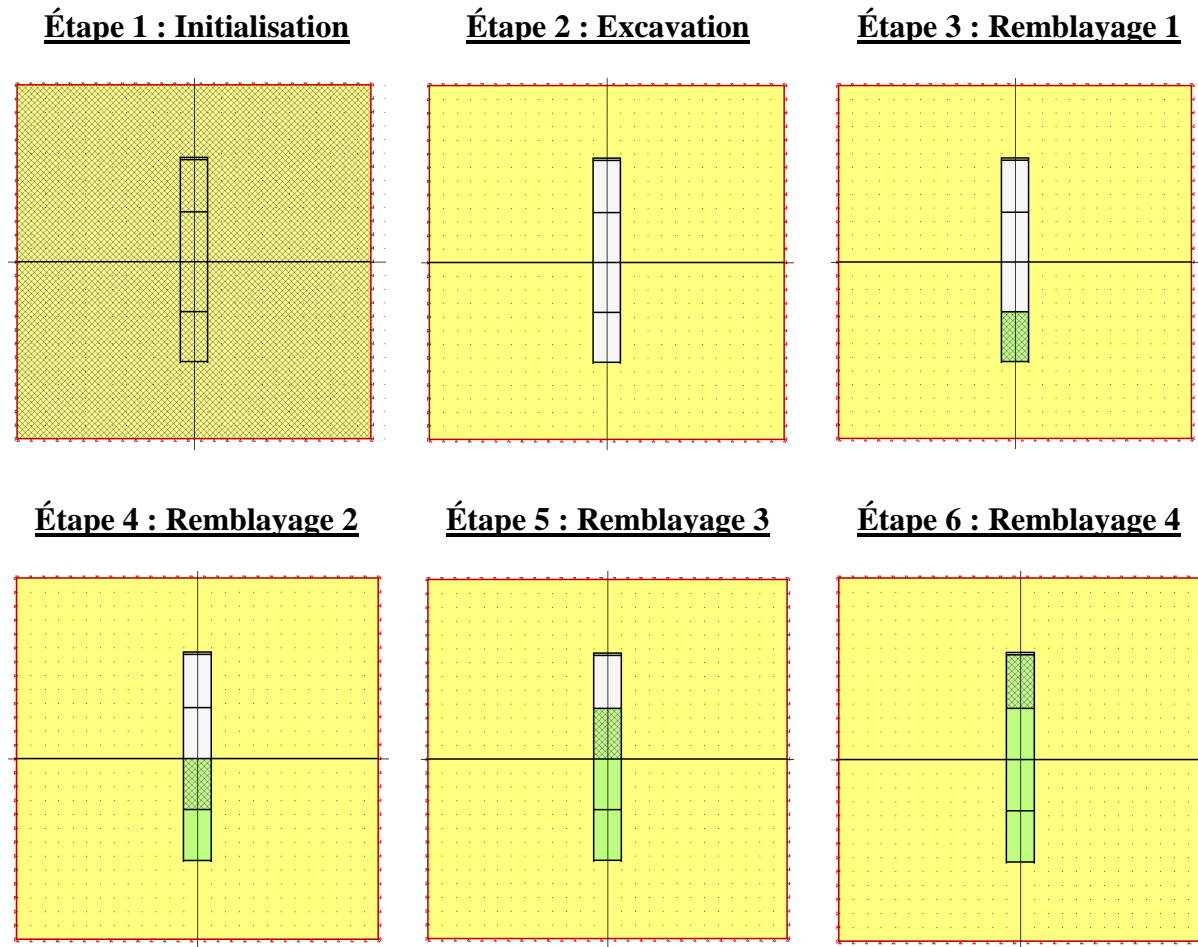 Étape 1 : Initialisation
Étape 2 : Excavation
Étape 3 : Remblayage 1
Étape 4 : Remblayage 2
Étape 5 : Remblayage 3
Étape 6 : Remblayage 4